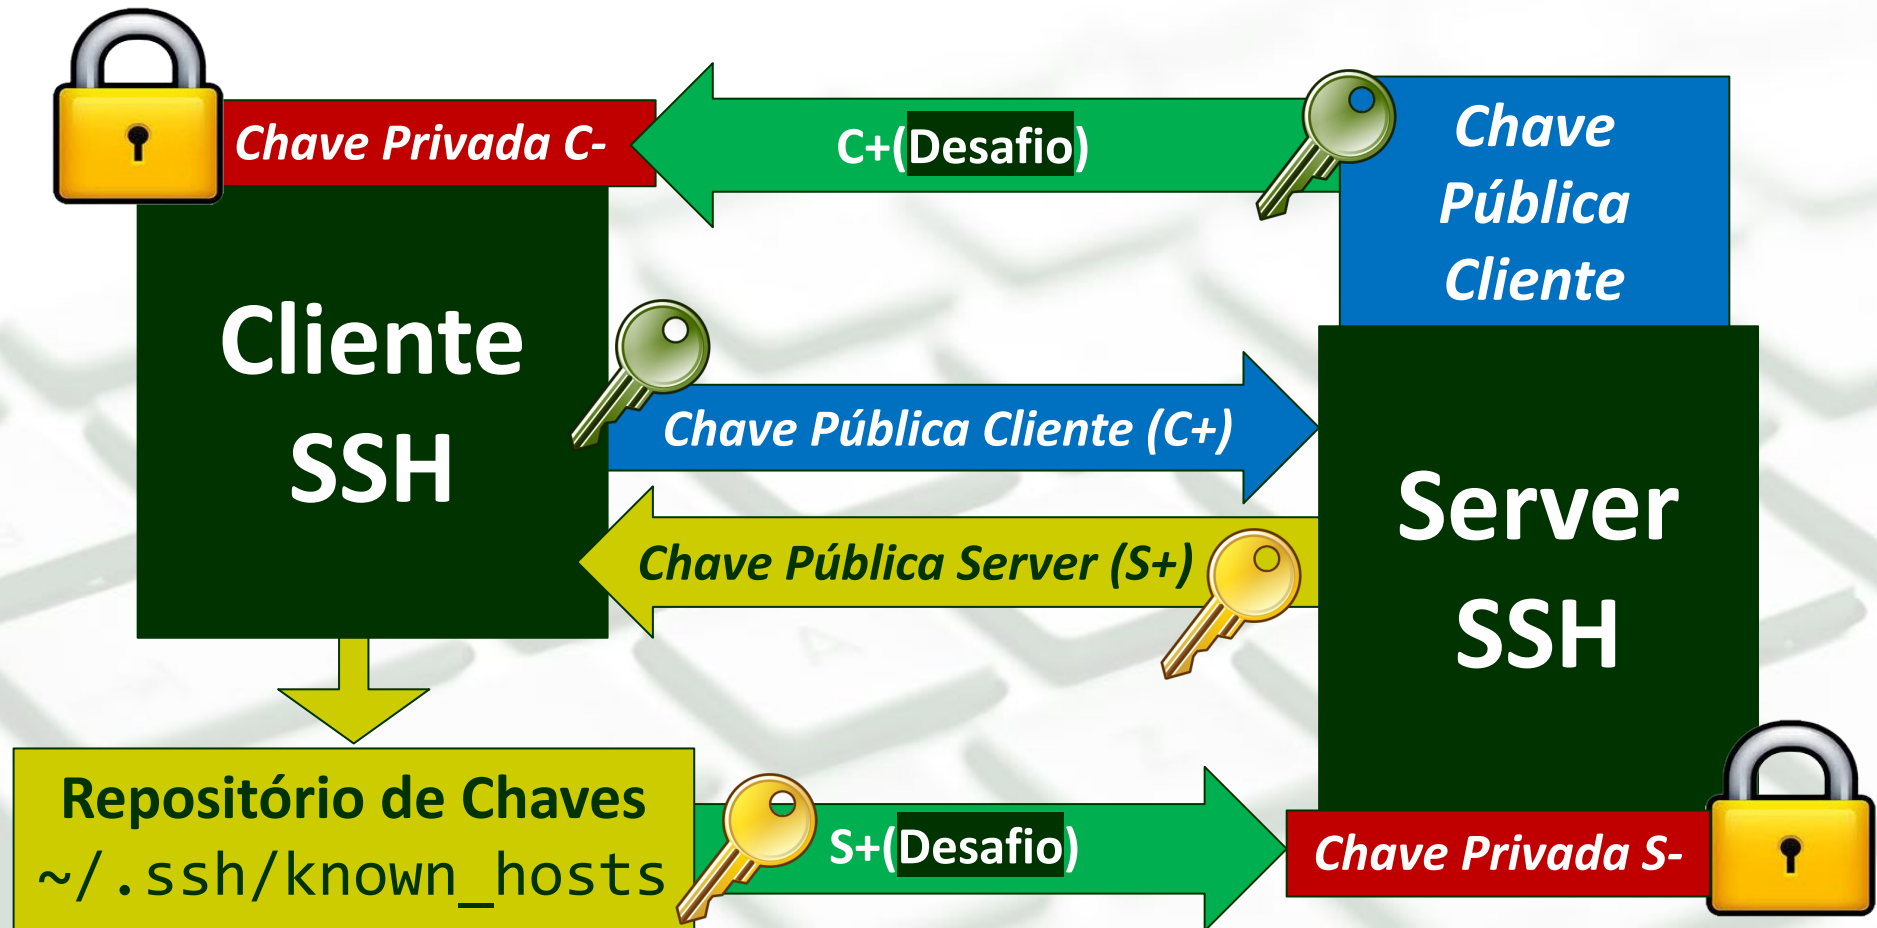 Chave Privada C-
C+(Desafio)
Chave
Pública
Cliente
Cliente
SSH
Chave Pública Cliente (C+)
Chave Pública Server (S+)
Server
SSH
Repositório de Chaves
~/.ssh/known_hosts
S+(Desafio)
Chave Privada S-